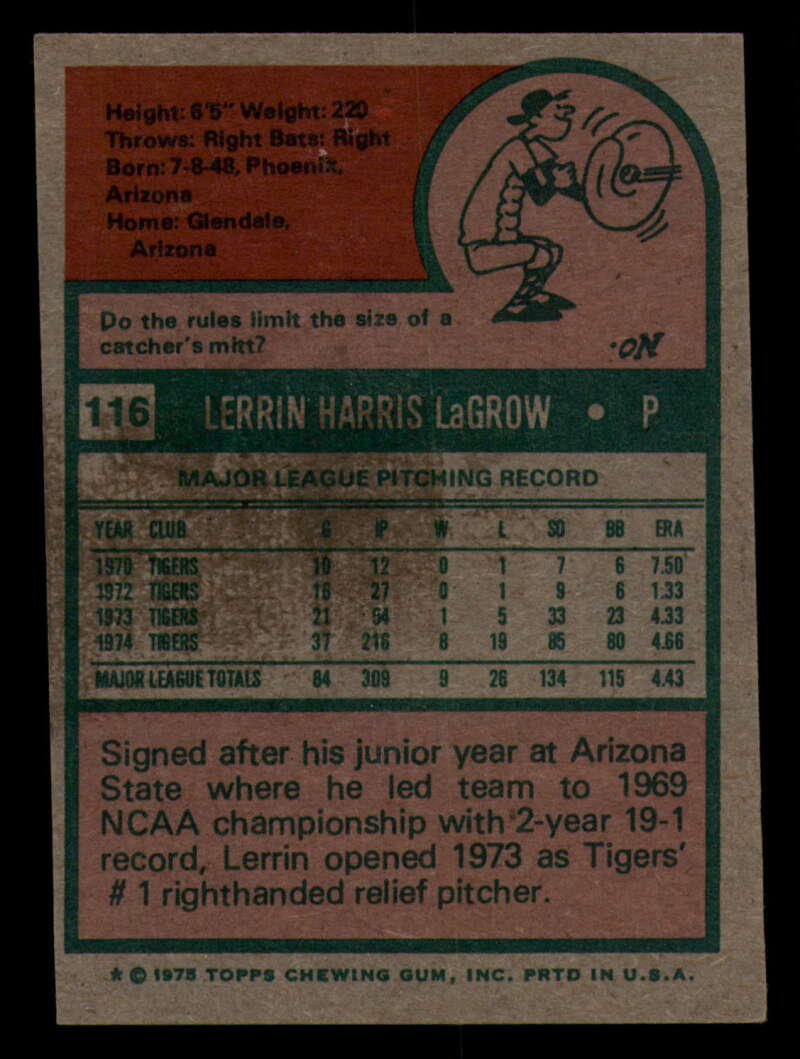 Height: 6'5" Weight: 220
Throws: Right Bats: Right
Born: 7-8-48, Phoenix,
Arizona
Home: Glendale,
Arizona
Do the rules limit the size of a
catcher's mitt?
No.
116 LERRIN HARRIS LaGROW • P
MAJOR LEAGUE PITCHING RECORD
YEAR CLUB G IP W L SO BB ERA
1970 TIGERS 10 12 0 1 7 6 7.50
1972 TIGERS 16 27 0 1 9 6 1.33
1973 TIGERS 21 54 1 5 33 23 4.33
1974 TIGERS 37 216 8 19 85 80 4.66
MAJOR LEAGUE TOTALS 84 309 9 26 134 115 4.43
Signed after his junior year at Arizona
State where he led team to 1969
NCAA championship with 2-year 19-1
record, Lerrin opened 1973 as Tigers'
# 1 righthanded relief pitcher.
* © 1975 TOPPS CHEWING GUM, INC. PRTD IN U.S.A.